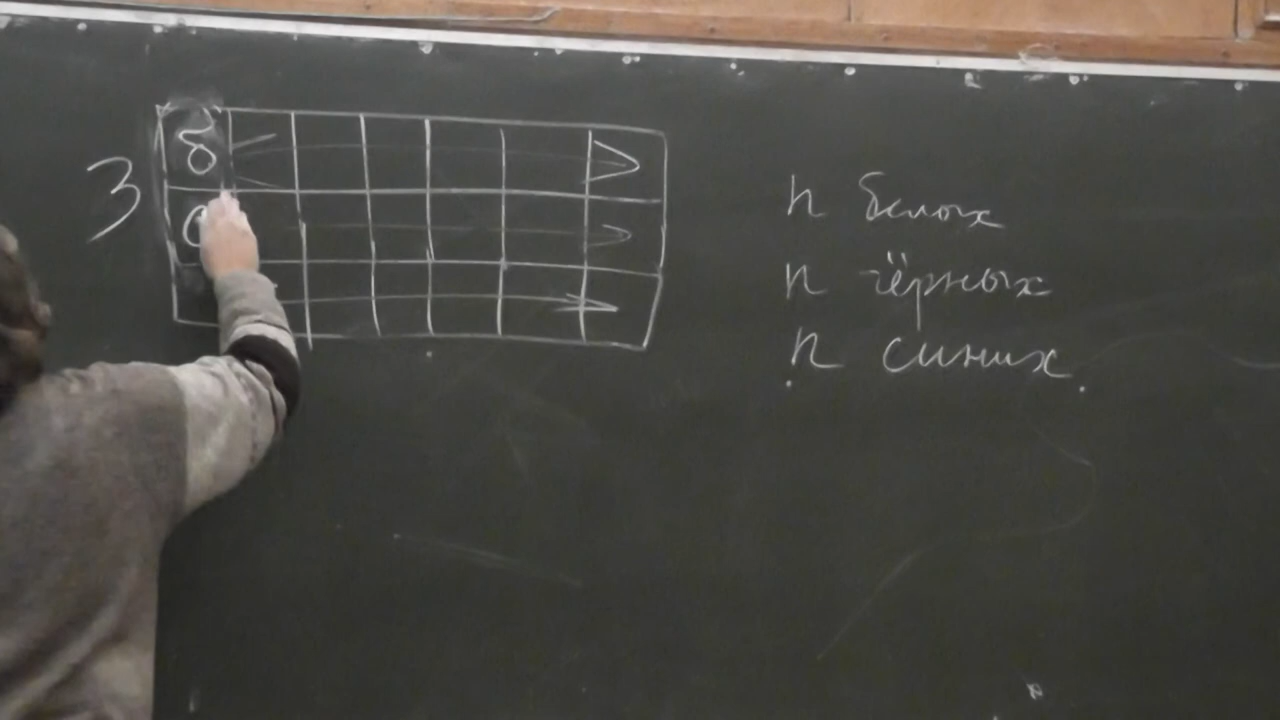 3
б
n белых
n чёрных
n синих.